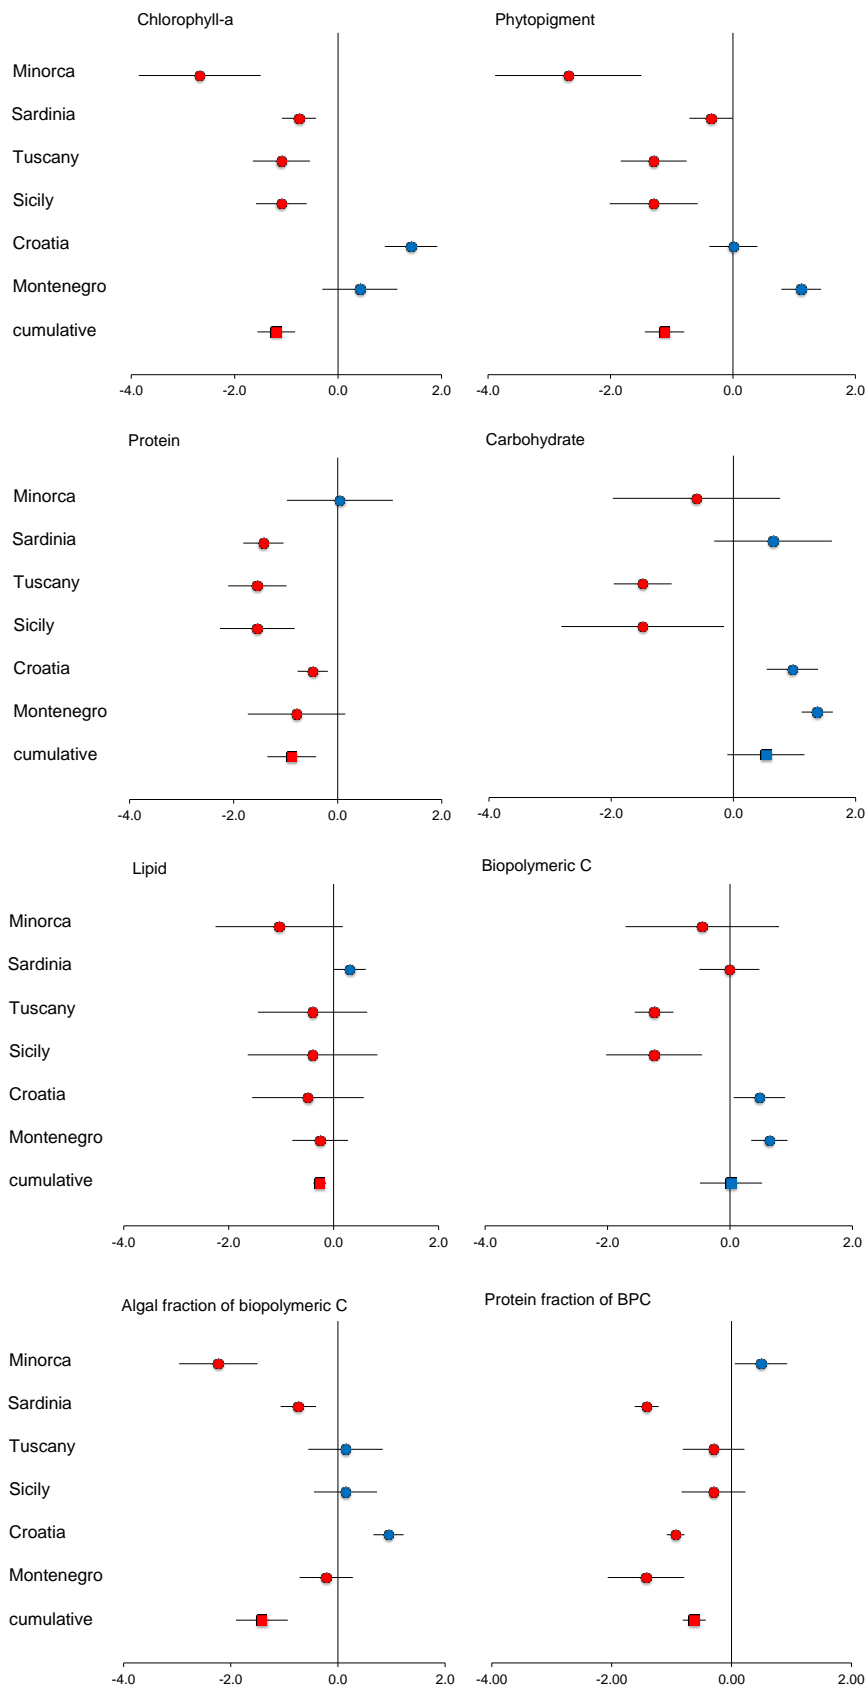 Chlorophyll-a Phytopigment
Minorca
Sardinia
Tuscany
Sicily
Croatia
Montenegro
cumulative
-4.0 -2.0 0.0 2.0 -4.0 -2.0 0.0 2.0
Protein Carbohydrate
Minorca
Sardinia
Tuscany
Sicily
Croatia
Montenegro
cumulative
-4.0 -2.0 0.0 2.0 -4.0 -2.0 0.0 2.0
Lipid Biopolymeric C
Minorca
Sardinia
Tuscany
Sicily
Croatia
Montenegro
cumulative
-4.0 -2.0 0.0 2.0 -4.0 -2.0 0.0 2.0
Algal fraction of biopolymeric C Protein fraction of BPC
Minorca
Sardinia
Tuscany
Sicily
Croatia
Montenegro
cumulative
-4.0 -2.0 0.0 2.0 -4.00 -2.00 0.00 2.00